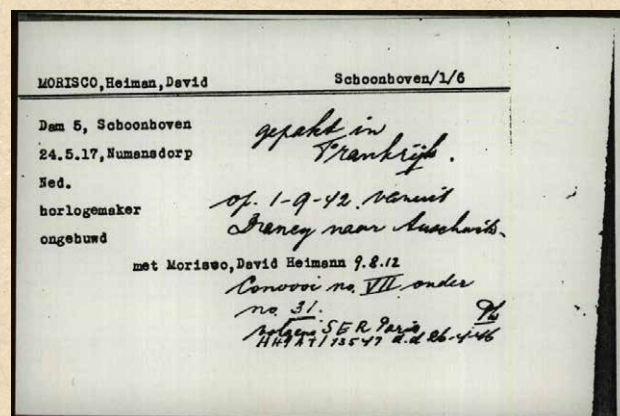 MORISCO,Heiman,David Schoonhoven/1/6
Dam 5, Schoonhoven
gepakt in
24.5.17,Numansdorp
Frankrijk.
Ned.
horlogemaker
op. 1-9-42 vanuit
ongehuwd
Drancy naar Auschwitz.
met Morisco,David Heimann 9.8.12
Convooi no. VII onder
no. 31.
volgens S E R Paris
d.d 26-4-46